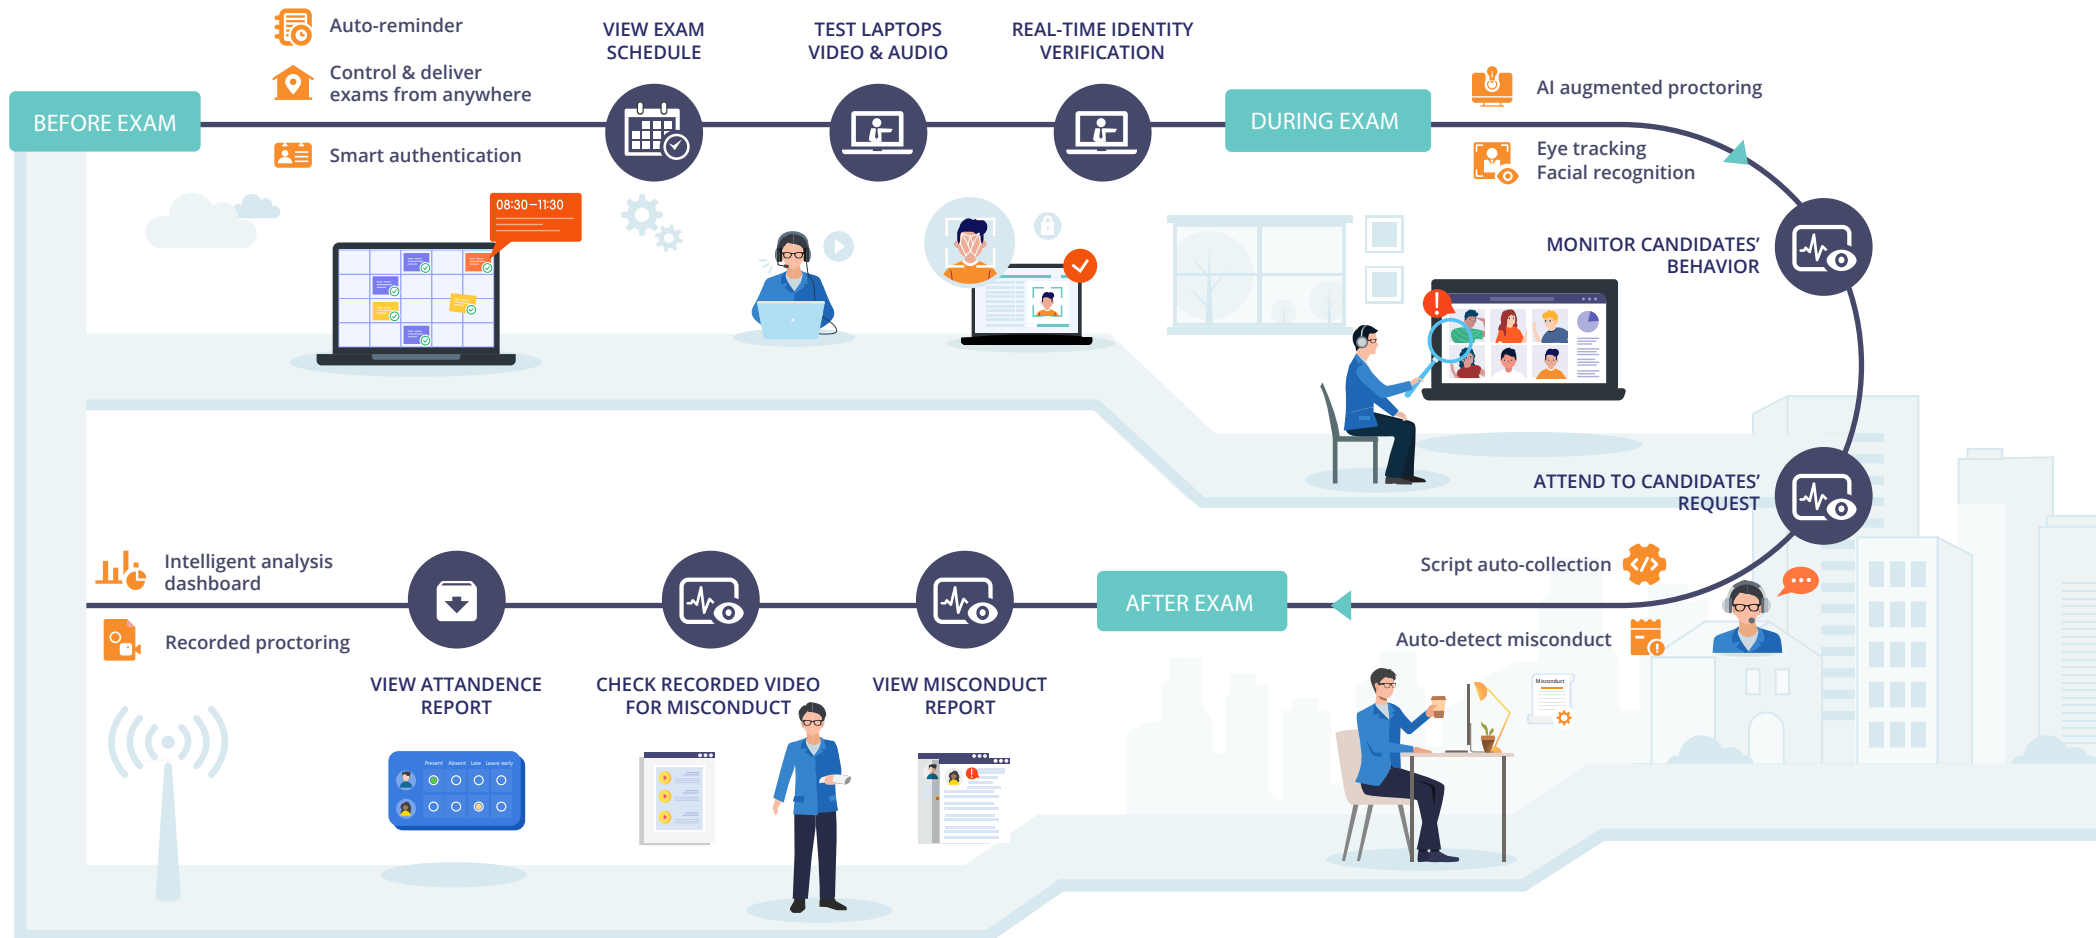 BEFORE EXAM
Auto-reminder
Control & deliver
exams from anywhere
Smart authentication
VIEW EXAM
SCHEDULE
TEST LAPTOPS
VIDEO & AUDIO
REAL-TIME IDENTITY
VERIFICATION
08:30–11:30
DURING EXAM
AI augmented proctoring
Eye tracking
Facial recognition
MONITOR CANDIDATES’
BEHAVIOR
ATTEND TO CANDIDATES’
REQUEST
Script auto-collection
Auto-detect misconduct
Misconduct
AFTER EXAM
VIEW MISCONDUCT
REPORT
CHECK RECORDED VIDEO
FOR MISCONDUCT
VIEW ATTANDENCE
REPORT
Present Absent Late Leave early
Intelligent analysis
dashboard
Recorded proctoring